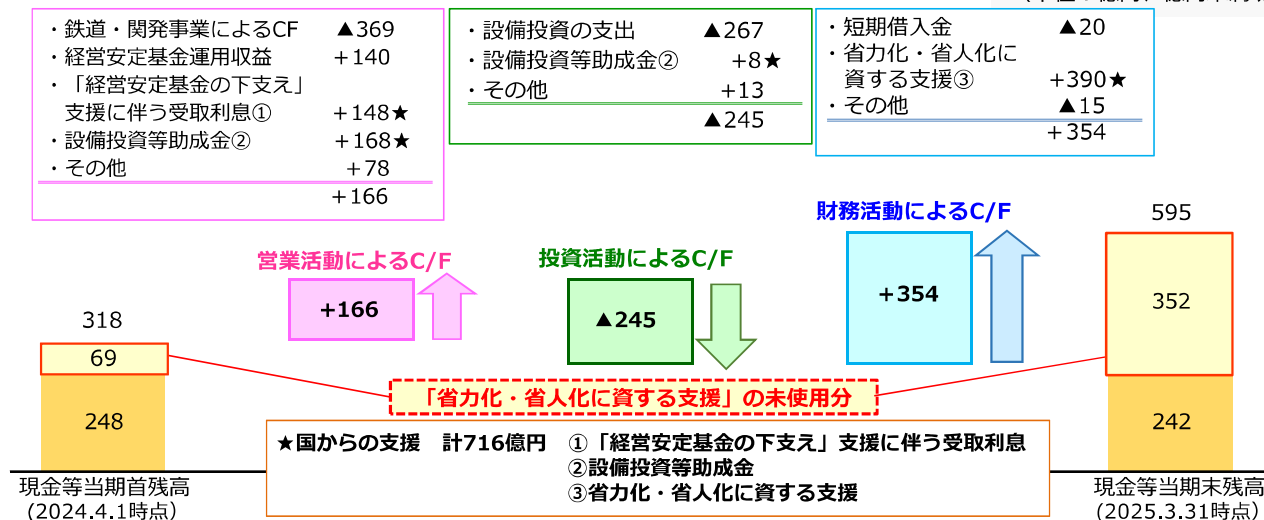 ・鉄道・開発事業によるCF ▲369
・経営安定基金運用収益 +140
・「経営安定基金の下支え」
支援に伴う受取利息① +148★
・設備投資等助成金② +168★
・その他 +78
+166
・設備投資の支出 ▲267
・設備投資等助成金② +8★
・その他 +13
▲245
・短期借入金 ▲20
・省力化・省人化に
資する支援③ +390★
・その他 ▲15
+354
営業活動によるC/F
+166
投資活動によるC/F
▲245
財務活動によるC/F
+354
318
69
248
595
352
242
「省力化・省人化に資する支援」の未使用分
★国からの支援 計716億円 ①「経営安定基金の下支え」支援に伴う受取利息
②設備投資等助成金
③省力化・省人化に資する支援
現金等当期首残高
(2024.4.1時点)
現金等当期末残高
(2025.3.31時点)